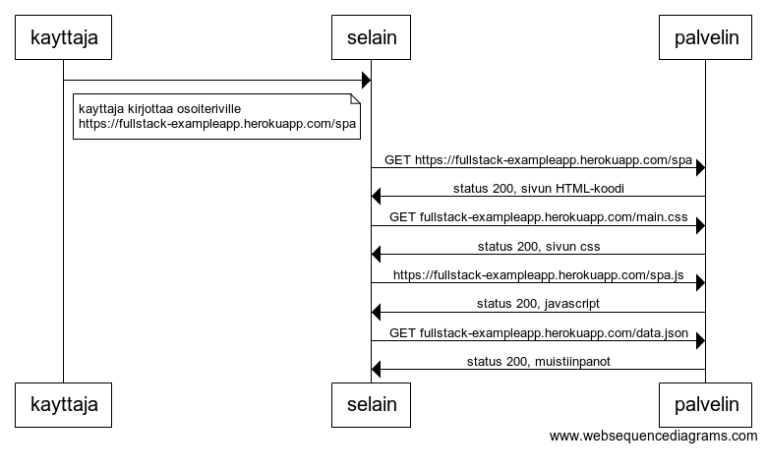 kayttaja
selain
palvelin
kayttaja kirjottaa osoiteriville
https://fullstack-exampleapp.herokuapp.com/spa
GET https://fullstack-exampleapp.herokuapp.com/spa
status 200, sivun HTML-koodi
GET fullstack-exampleapp.herokuapp.com/main.css
status 200, sivun css
https://fullstack-exampleapp.herokuapp.com/spa.js
status 200, javascript
GET fullstack-exampleapp.herokuapp.com/data.json
status 200, muistiinpanot
kayttaja
selain
palvelin
www.websequencediagrams.com